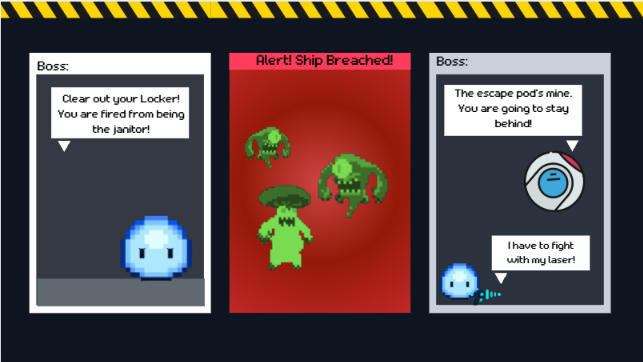 Boss:
Clear out your Locker!
You are fired from being
the janitor!
Alert! Ship Breached!
Boss:
The escape pod's mine.
You are going to stay
behind!
I have to fight
with my laser!